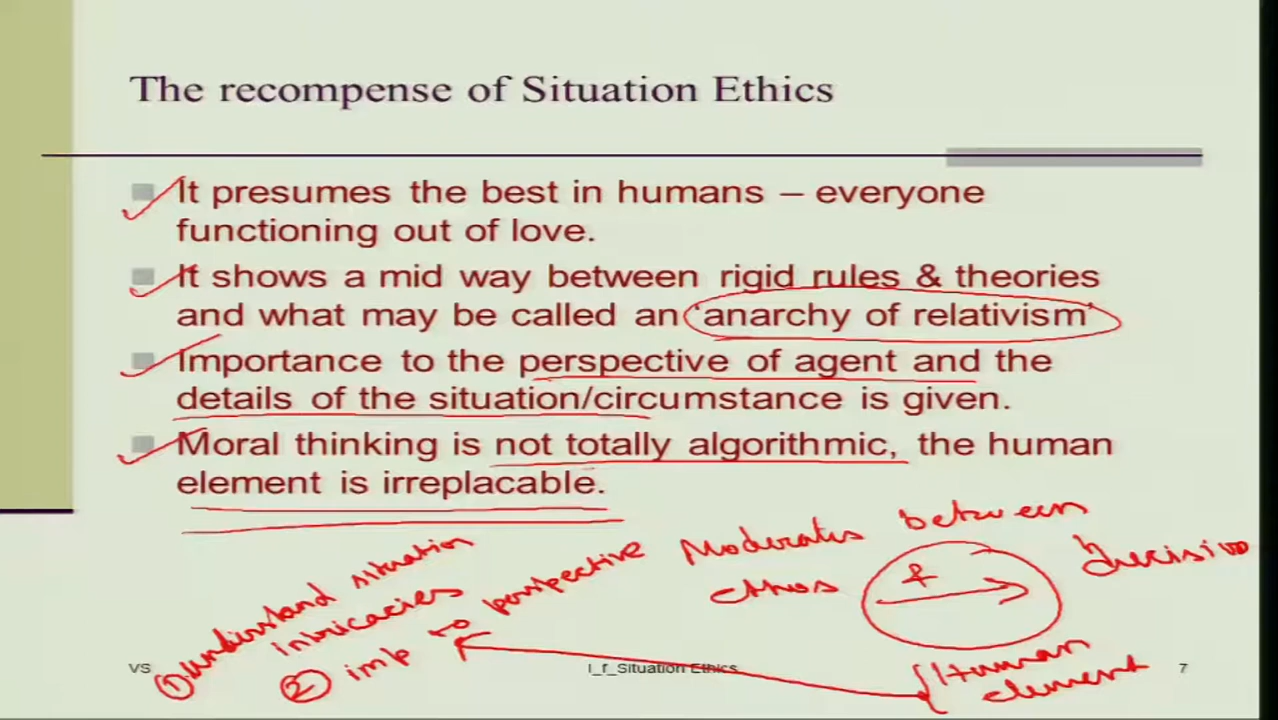 The recompense of Situation Ethics
It presumes the best in humans – everyone
functioning out of love.
It shows a mid way between rigid rules & theories
and what may be called an 'anarchy of relativism'
Importance to the perspective of agent and the
details of the situation/circumstance is given.
Moral thinking is not totally algorithmic, the human
element is irreplacable.
① understand situation
intricacies
② imp to perspective
Moderates between
ethos & decision
{Human
element
VS
I_r_Situation Ethics
7